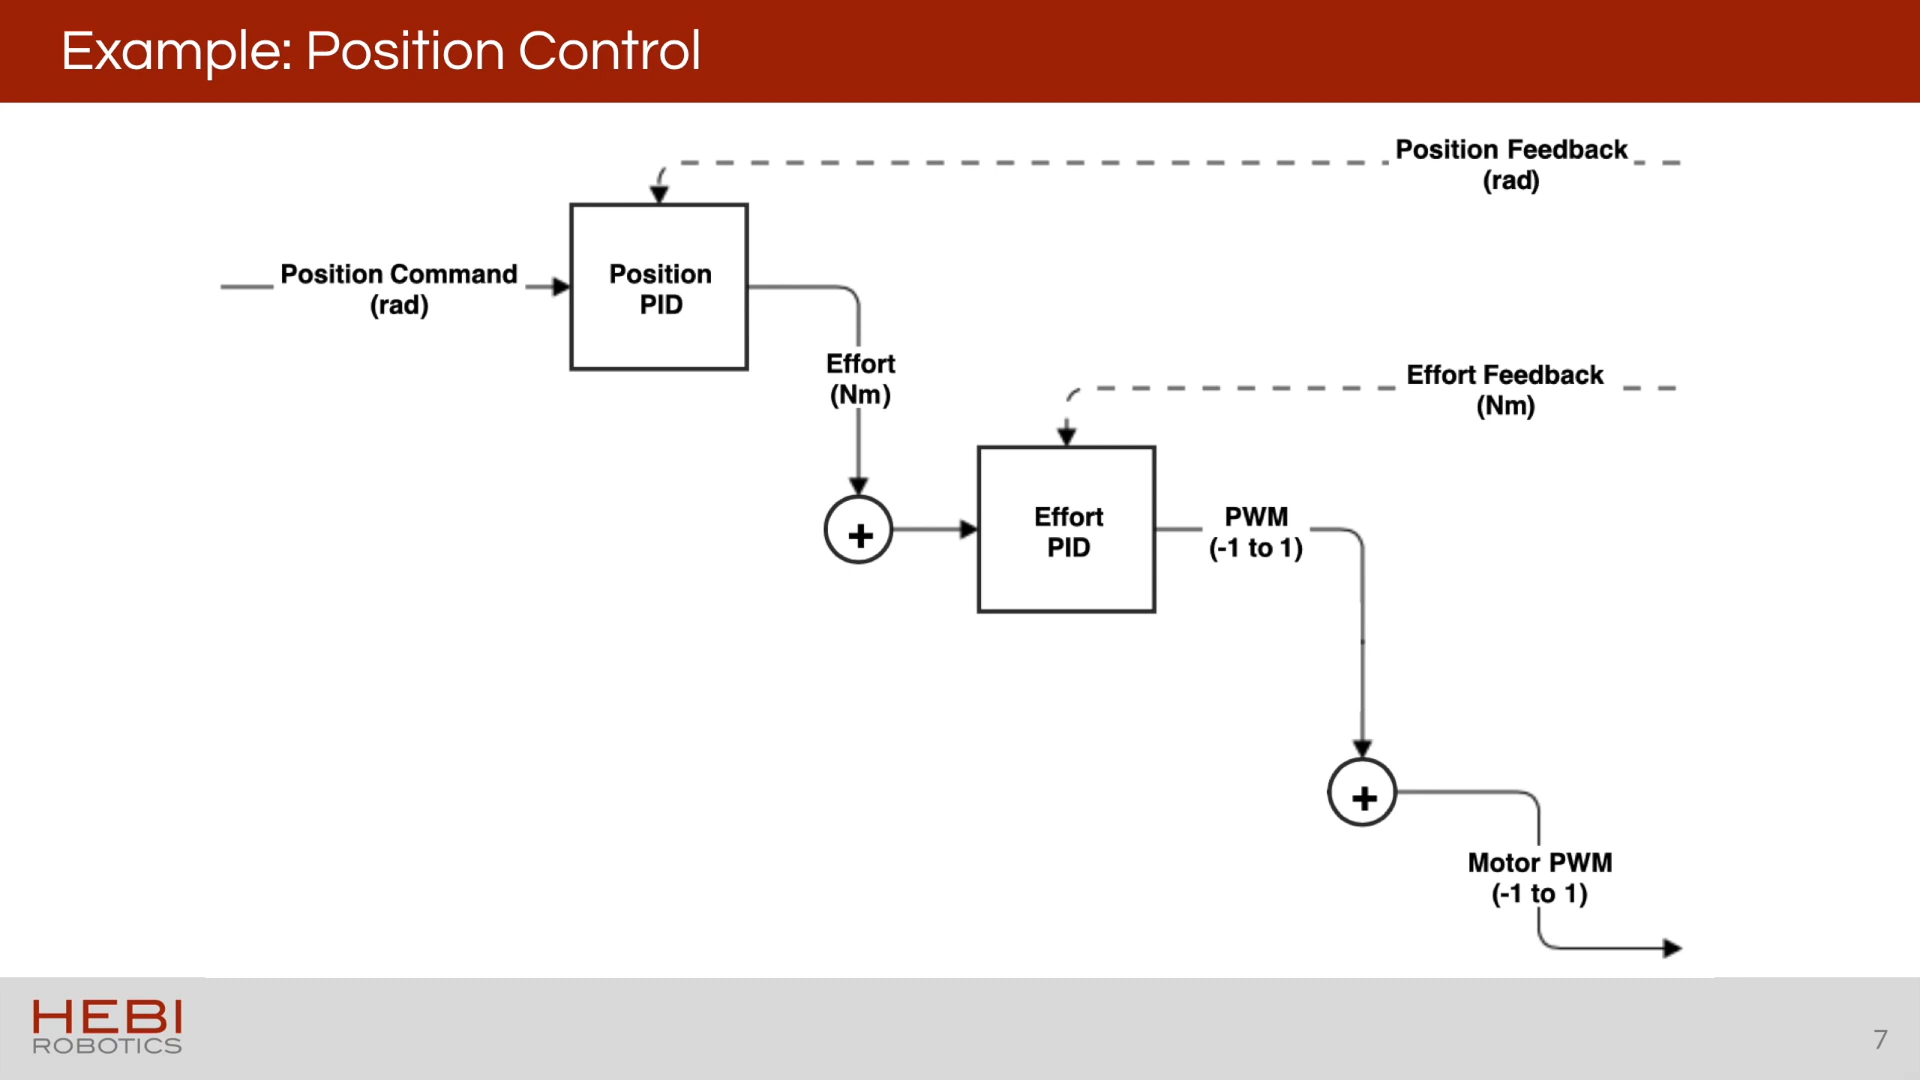 Example: Position Control
Position Feedback
(rad)
Position Command
(rad)
Position
PID
Effort
(Nm)
Effort Feedback
(Nm)
+
Effort
PID
PWM
(-1 to 1)
+
Motor PWM
(-1 to 1)
HEBI
ROBOTICS
7